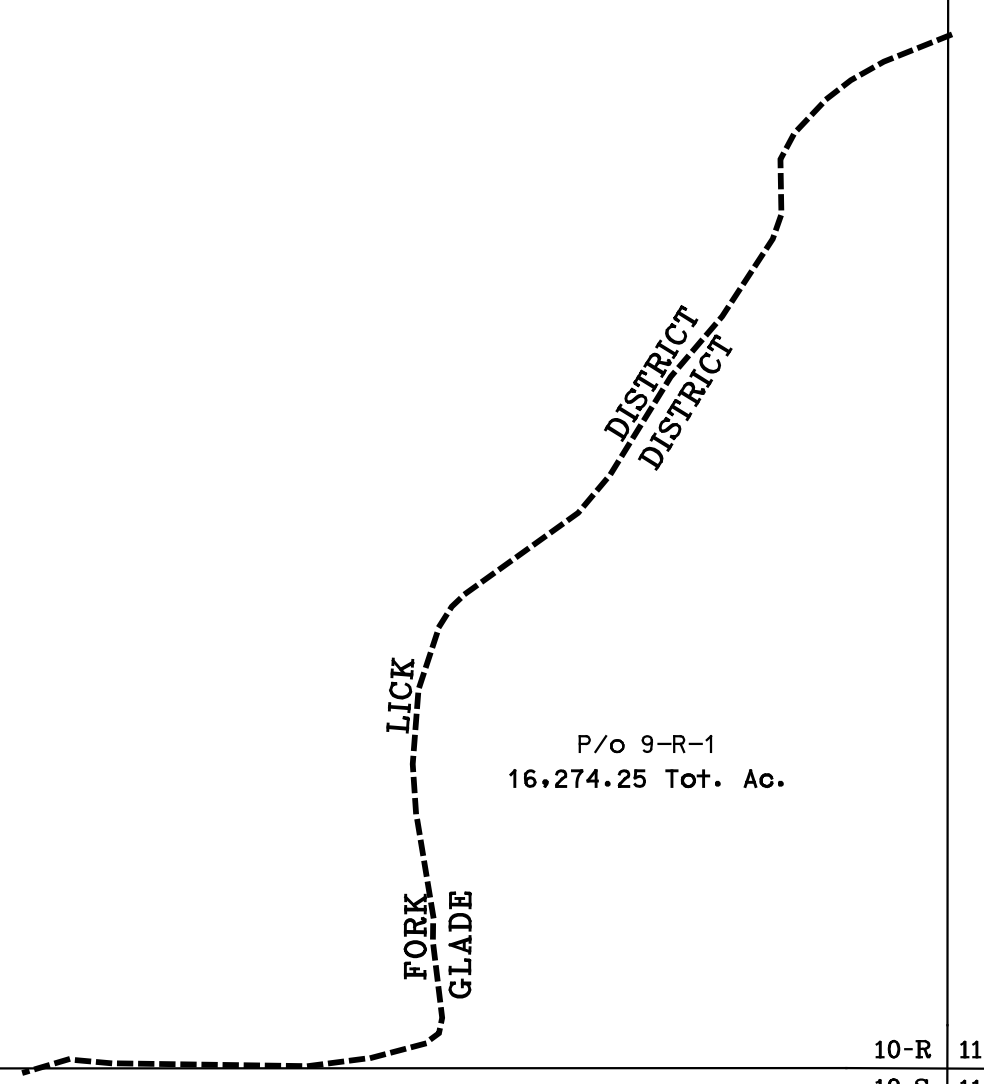 DISTRICT
DISTRICT
LICK
P/o 9-R-1
16,274.25 Tot. Ac.
FORK
GLADE
10-R
11